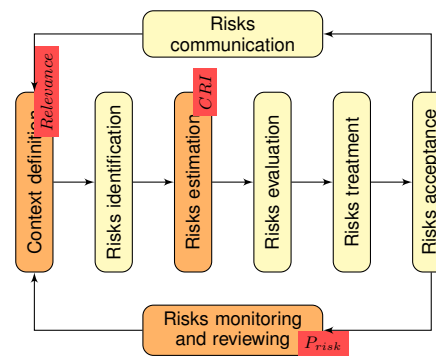 Risks
communication
Relevance
CRI
Context definition
Risks identification
Risks estimation
Risks evaluation
Risks treatment
Risks acceptance
Risks monitoring
and reviewing
P_risk